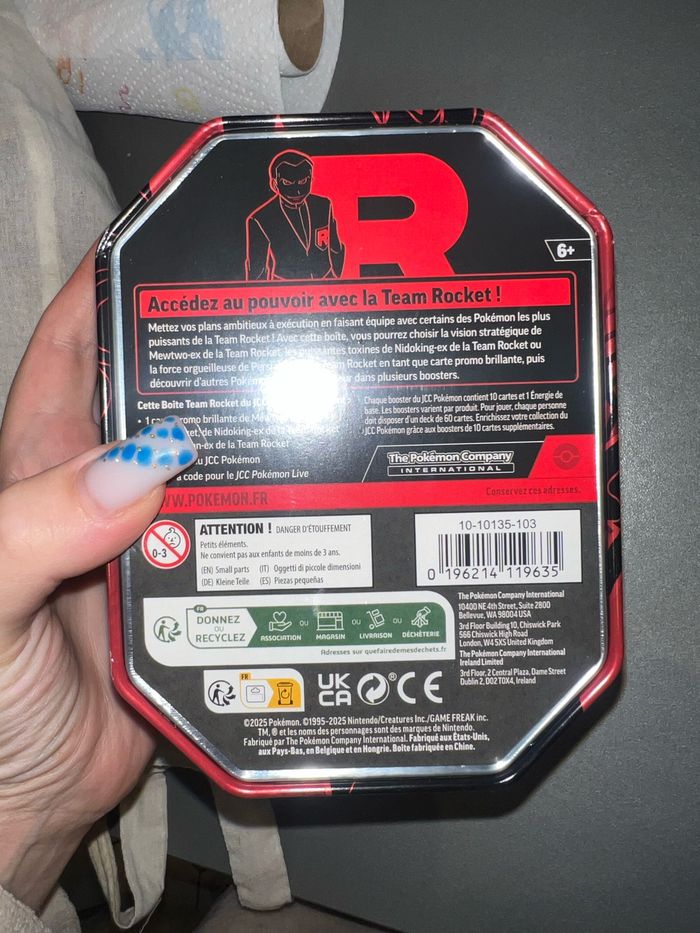 R
R
6+
Accédez au pouvoir avec la Team Rocket !
Mettez vos plans ambitieux à exécution en faisant équipe avec certains des Pokémon les plus
puissants de la Team Rocket ! Avec cette boîte, vous pourrez choisir la vision stratégique de
Mewtwo-ex de la Team Rocket, les puissantes toxines de Nidoking-ex de la Team Rocket ou
la force orgueilleuse de Team Rocket en tant que carte promo brillante, puis
découvrir d'autres dans plusieurs boosters.
Cette Boîte Team Rocket du
• 1 promo brillante de
de Nidoking-ex de la Team Rocket
-ex de la Team Rocket
du JCC Pokémon
code pour le JCC Pokémon Live
Chaque booster du JCC Pokémon contient 10 cartes et 1 Énergie de
base. Les boosters varient par produit. Pour jouer, chaque personne
doit disposer d'un deck de 60 cartes. Enrichissez votre collection du
JCC Pokémon grâce aux boosters de 10 cartes supplémentaires.
The Pokémon Company
INTERNATIONAL
WWW.POKEMON.FR
Conservez ces adresses.
0-3
ATTENTION ! DANGER D'ÉTOUFFEMENT
Petits éléments.
Ne convient pas aux enfants de moins de 3 ans.
(EN) Small parts (IT) Oggetti di piccole dimensioni
(DE) Kleine Teile (ES) Piezas pequeñas
10-10135-103
0 196214 119635
FR
DONNEZ
ou
RECYCLEZ
ASSOCIATION
ou
MAGASIN
ou
LIVRAISON
ou
DÉCHÈTERIE
Adresses sur quefairedemesdechets.fr
The Pokémon Company International
10400 NE 4th Street, Suite 2800
Bellevue, WA 98004 USA
3rd Floor Building 10, Chiswick Park
566 Chiswick High Road
London, W4 5XS United Kingdom
The Pokémon Company International
Ireland Limited
3rd Floor, 2 Central Plaza, Dame Street
Dublin 2, D02 T0X4, Ireland
FR
UK
CA
CE
©2025 Pokémon. ©1995-2025 Nintendo/Creatures Inc./GAME FREAK inc.
TM, ® et les noms des personnages sont des marques de Nintendo.
Fabriqué par The Pokémon Company International. Fabriqué aux États-Unis,
aux Pays-Bas, en Belgique et en Hongrie. Boîte fabriquée en Chine.